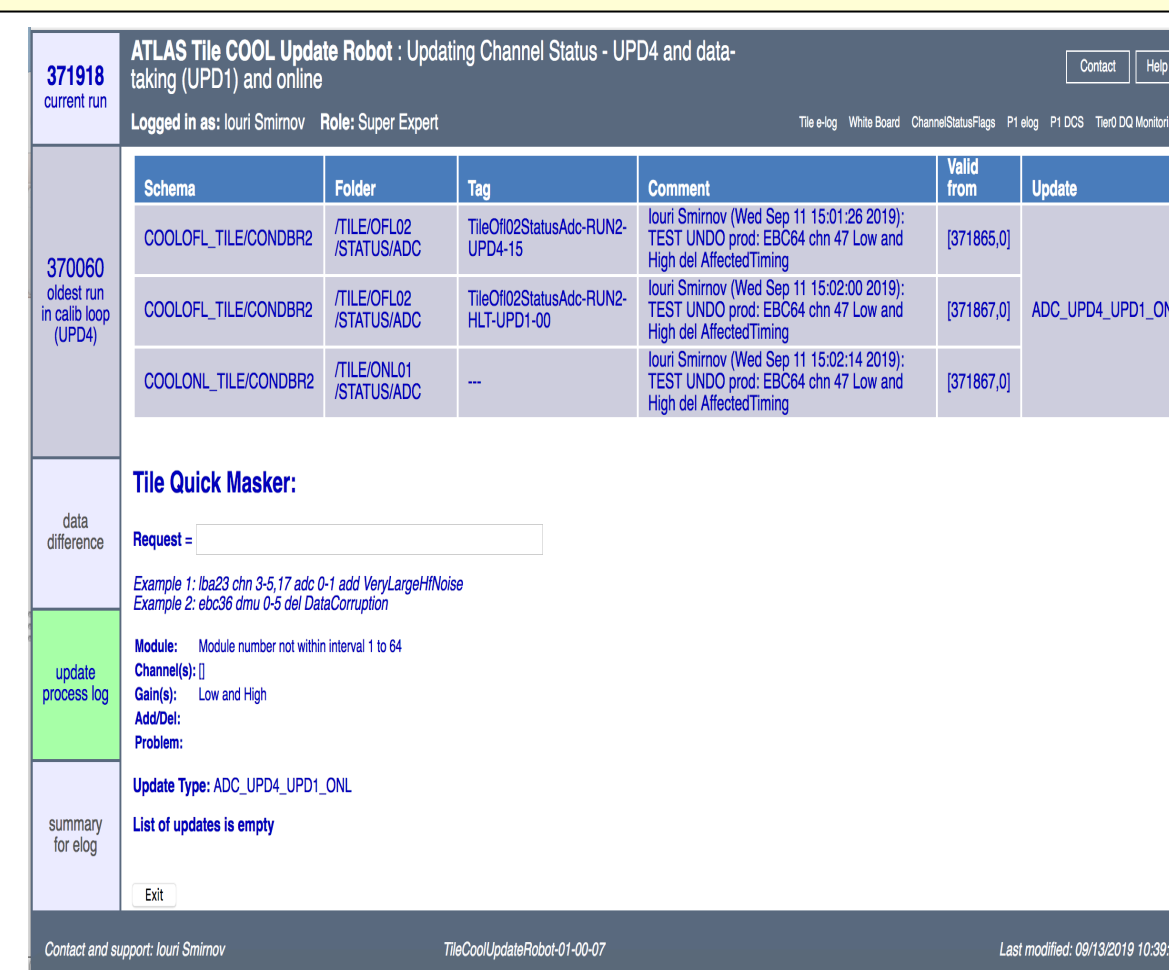 371918
current run
ATLAS Tile COOL Update Robot : Updating Channel Status - UPD4 and data-
taking (UPD1) and online
Contact Help
Logged in as: Iouri Smirnov Role: Super Expert
Tile e-log White Board ChannelStatusFlags P1 elog P1 DCS Tier0 DQ Monitori
370060
oldest run
in calib loop
(UPD4)
Schema Folder Tag Comment Valid from Update
COOLOFL_TILE/CONDBR2
/TILE/OFL02
/STATUS/ADC
TileOfl02StatusAdc-RUN2-
UPD4-15
Iouri Smirnov (Wed Sep 11 15:01:26 2019):
TEST UNDO prod: EBC64 chn 47 Low and
High del AffectedTiming
[371865,0]
COOLOFL_TILE/CONDBR2
/TILE/OFL02
/STATUS/ADC
TileOfl02StatusAdc-RUN2-
HLT-UPD1-00
Iouri Smirnov (Wed Sep 11 15:02:00 2019):
TEST UNDO prod: EBC64 chn 47 Low and
High del AffectedTiming
[371867,0]
ADC_UPD4_UPD1_ON
COOLONL_TILE/CONDBR2
/TILE/ONL01
/STATUS/ADC
---
Iouri Smirnov (Wed Sep 11 15:02:14 2019):
TEST UNDO prod: EBC64 chn 47 Low and
High del AffectedTiming
[371867,0]
data
difference
update
process log
summary
for elog
Tile Quick Masker:
Request =
Example 1: lba23 chn 3-5,17 adc 0-1 add VeryLargeHfNoise
Example 2: ebc36 dmu 0-5 del DataCorruption
Module: Module number not within interval 1 to 64
Channel(s): []
Gain(s): Low and High
Add/Del:
Problem:
Update Type: ADC_UPD4_UPD1_ONL
List of updates is empty
Exit
Contact and support: Iouri Smirnov TileCoolUpdateRobot-01-00-07 Last modified: 09/13/2019 10:39: